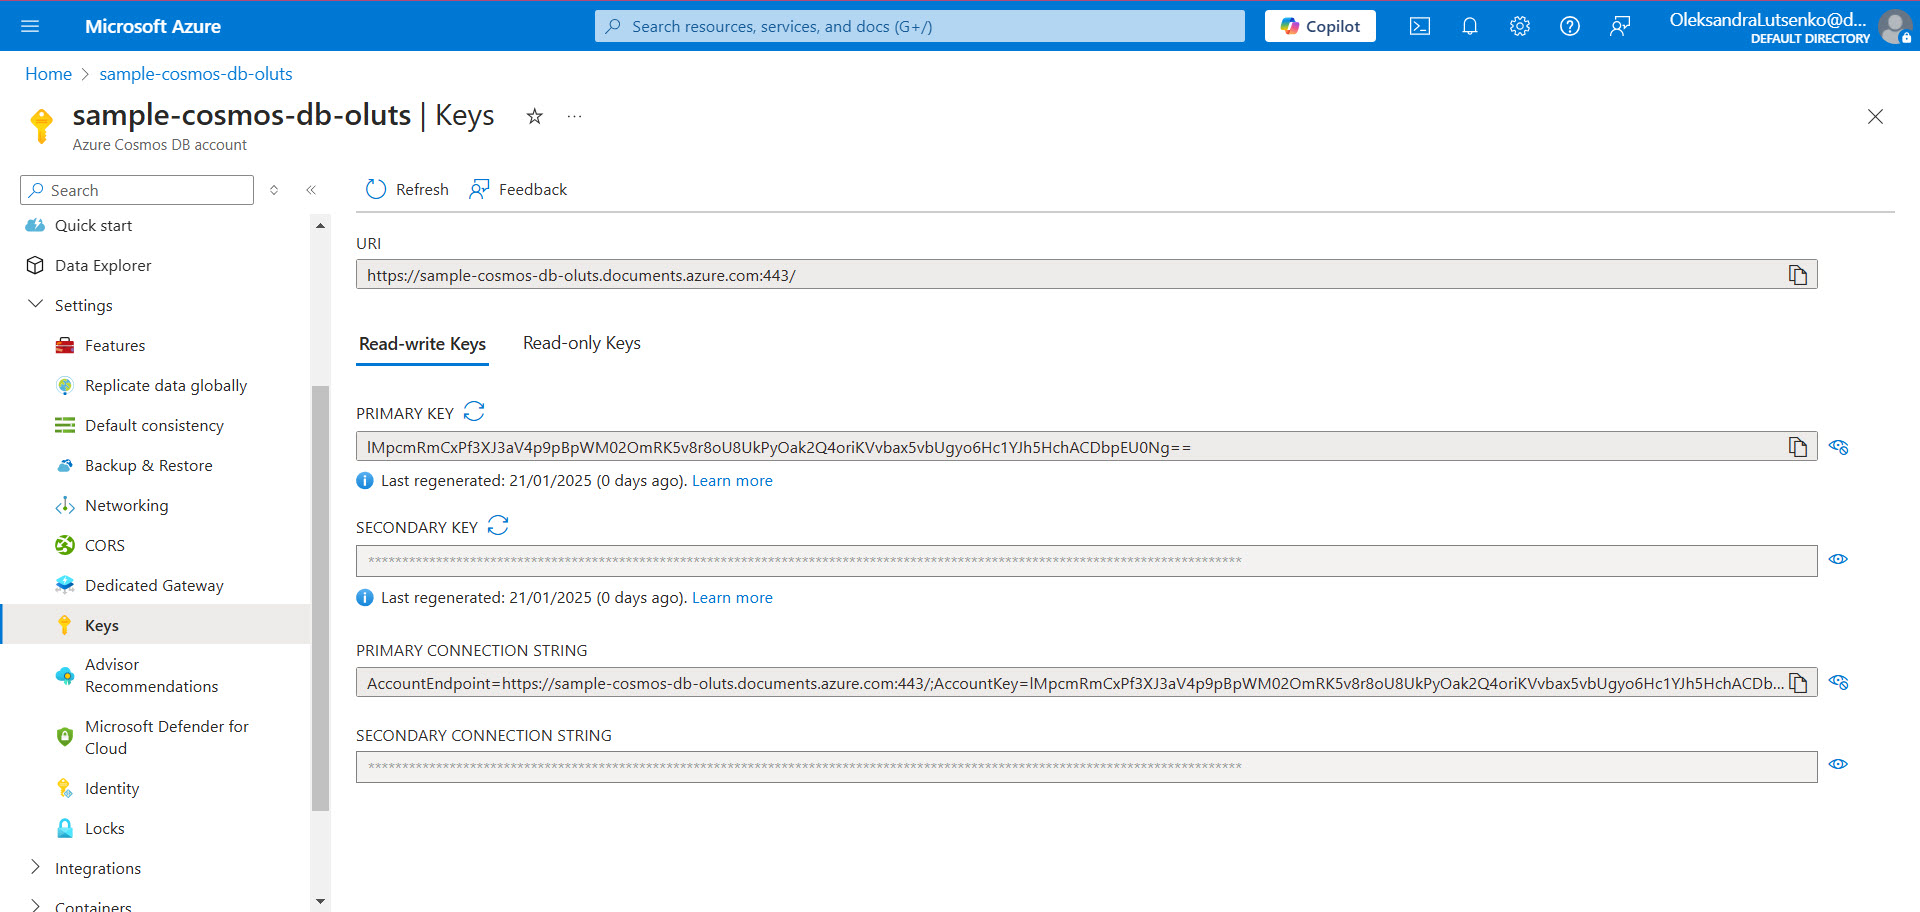 Microsoft Azure
Search resources, services, and docs (G+/)
Copilot
OleksandraLutsenko@d...
DEFAULT DIRECTORY
Home > sample-cosmos-db-oluts
sample-cosmos-db-oluts | Keys
Azure Cosmos DB account
Search
Quick start
Data Explorer
Settings
Features
Replicate data globally
Default consistency
Backup & Restore
Networking
CORS
Dedicated Gateway
Keys
Advisor
Recommendations
Microsoft Defender for
Cloud
Identity
Locks
Integrations
Containers
Refresh
Feedback
URI
https://sample-cosmos-db-oluts.documents.azure.com:443/
Read-write Keys
Read-only Keys
PRIMARY KEY
lMpcmRmCxPf3XJ3aV4p9pBpWM02OmRK5v8r8oU8UkPyOak2Q4oriKVvbax5vbUgyo6Hc1YJh5HchACDbpEU0Ng==
Last regenerated: 21/01/2025 (0 days ago). Learn more
SECONDARY KEY
Last regenerated: 21/01/2025 (0 days ago). Learn more
PRIMARY CONNECTION STRING
AccountEndpoint=https://sample-cosmos-db-oluts.documents.azure.com:443/;AccountKey=lMpcmRmCxPf3XJ3aV4p9pBpWM02OmRK5v8r8oU8UkPyOak2Q4oriKVvbax5vbUgyo6Hc1YJh5HchACDb...
SECONDARY CONNECTION STRING